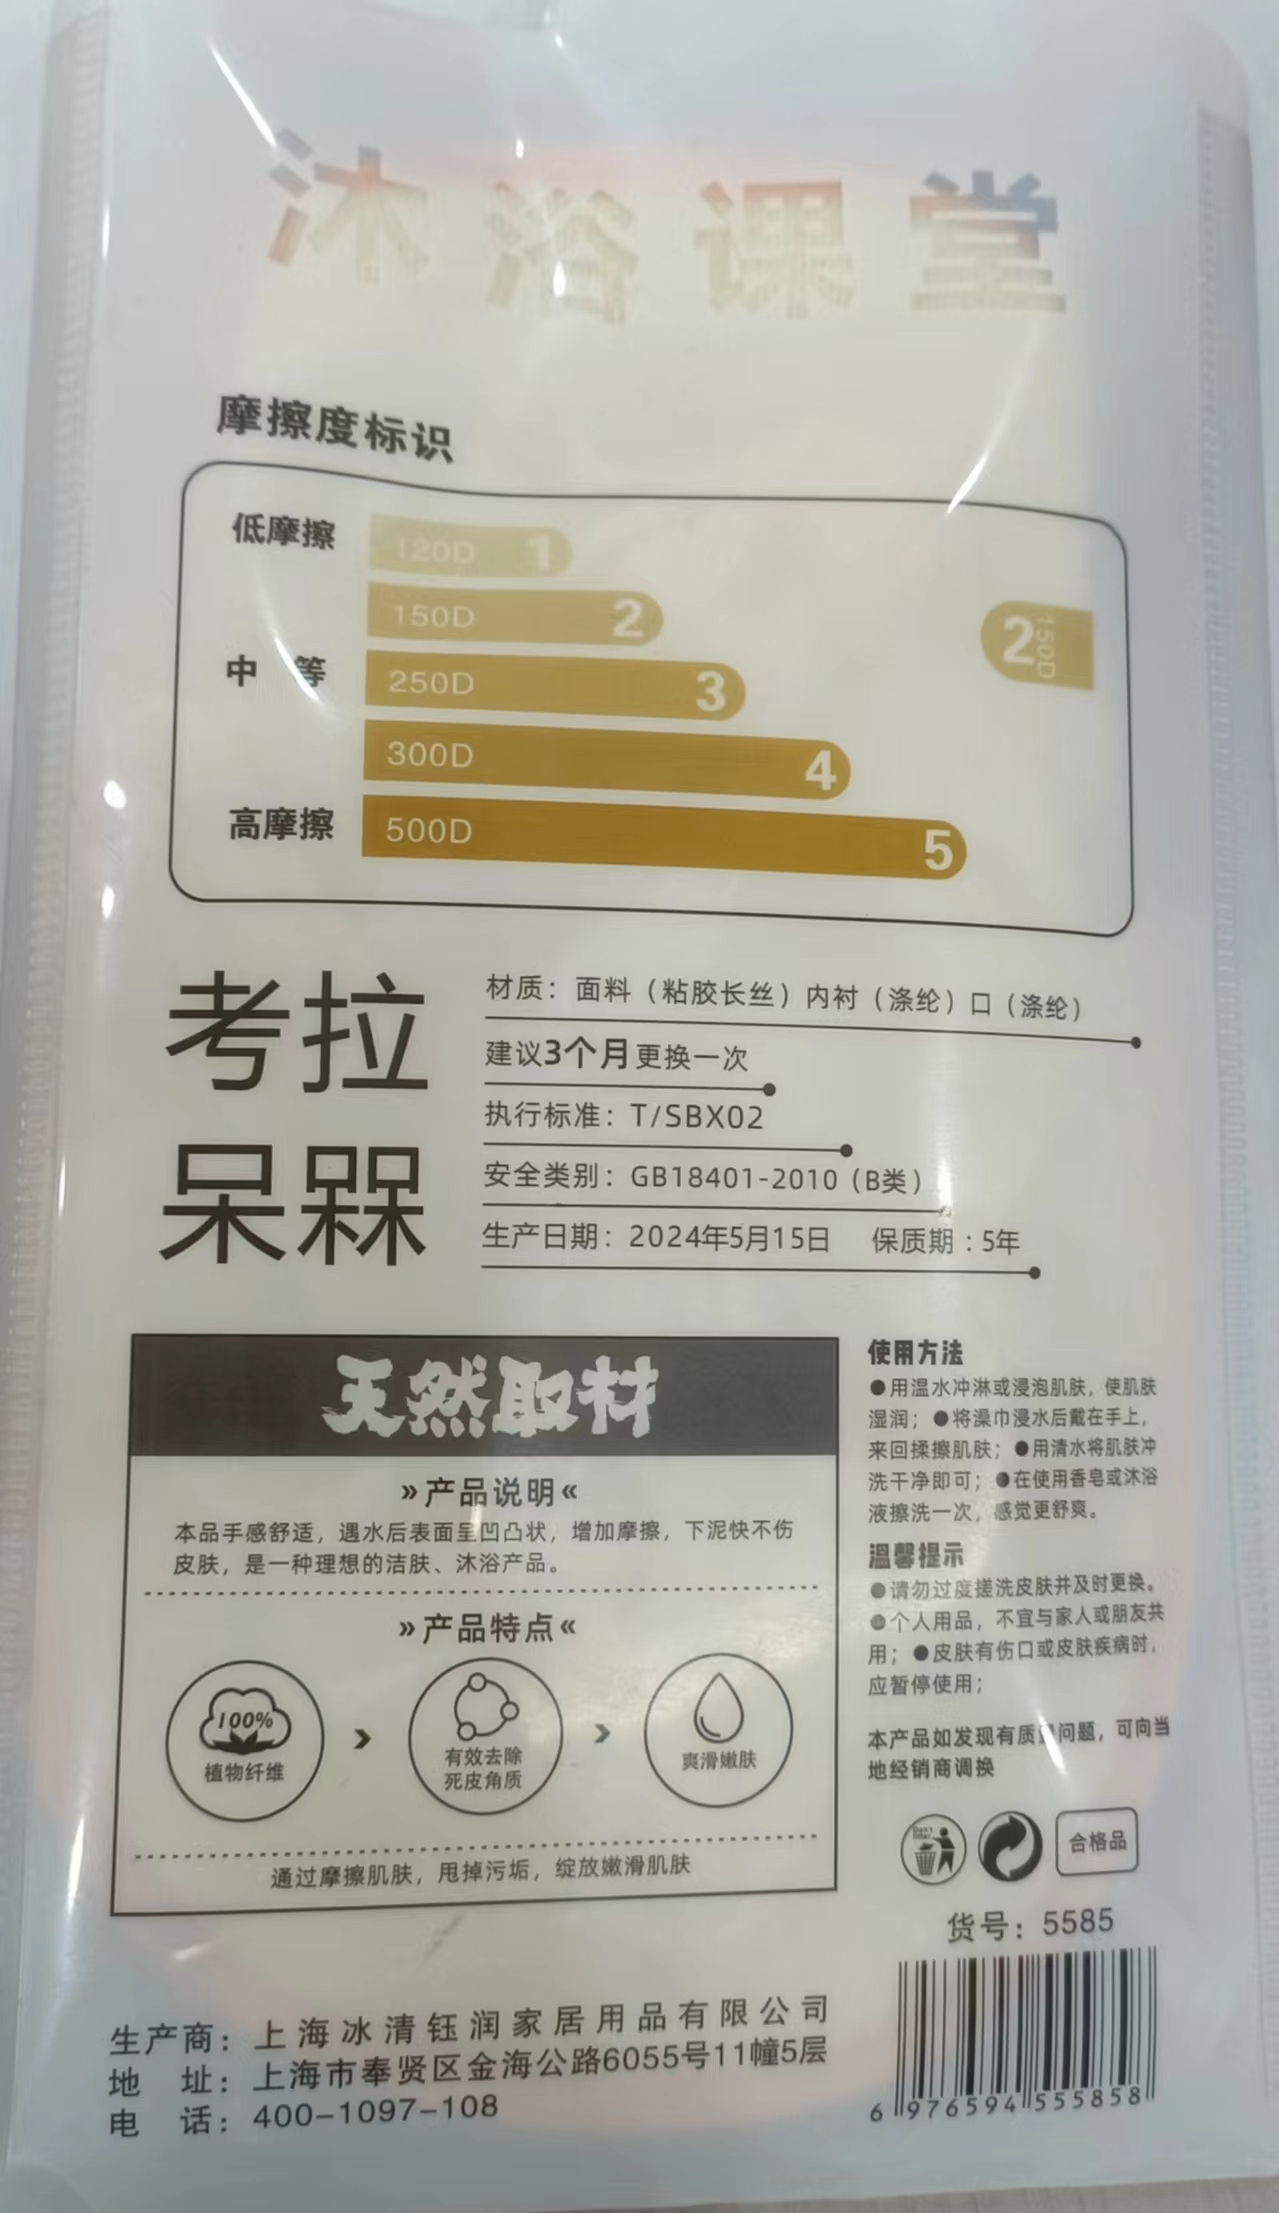 沐浴课堂
摩擦度标识
低摩擦
120D 1
150D 2
中 等
250D 3
300D 4
高摩擦
500D 5
2 150D
考拉
呆槑
材质：面料（粘胶长丝）内衬（涤纶）口（涤纶）
建议3个月更换一次
执行标准：T/SBX02
安全类别：GB18401-2010（B类）
生产日期：2024年5月15日 保质期：5年
天然取材
»产品说明«
本品手感舒适，遇水后表面呈凹凸状，增加摩擦，下泥快不伤
皮肤，是一种理想的洁肤、沐浴产品。
»产品特点«
100%
植物纤维
›
有效去除
死皮角质
›
爽滑嫩肤
通过摩擦肌肤，甩掉污垢，绽放嫩滑肌肤
使用方法
●用温水冲淋或浸泡肌肤，使肌肤
湿润；●将澡巾浸水后戴在手上，
来回揉擦肌肤；●用清水将肌肤冲
洗干净即可；●在使用香皂或沐浴
液擦洗一次，感觉更舒爽。
温馨提示
●请勿过度搓洗皮肤并及时更换。
●个人用品，不宜与家人或朋友共
用；●皮肤有伤口或皮肤疾病时，
应暂停使用；
本产品如发现有质量问题，可向当
地经销商调换
Don't
litter
合格品
货号：5585
6 976594 555858
生产商：上海冰清钰润家居用品有限公司
地 址：上海市奉贤区金海公路6055号11幢5层
电 话：400-1097-108